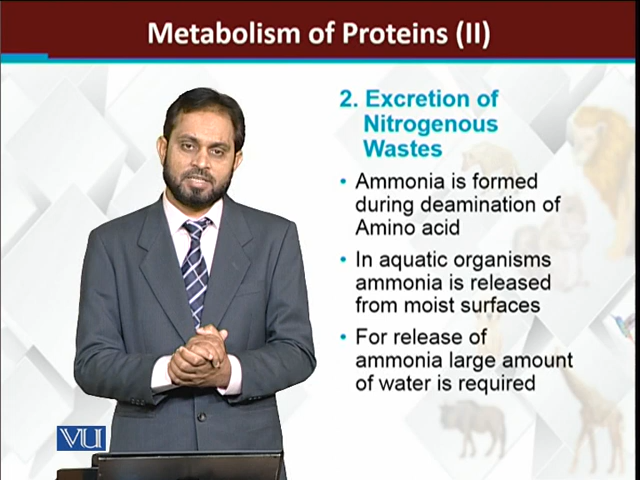 Metabolism of Proteins (II)
2. Excretion of
Nitrogenous
Wastes
• Ammonia is formed
during deamination of
Amino acid
• In aquatic organisms
ammonia is released
from moist surfaces
• For release of
ammonia large amount
of water is required
VU